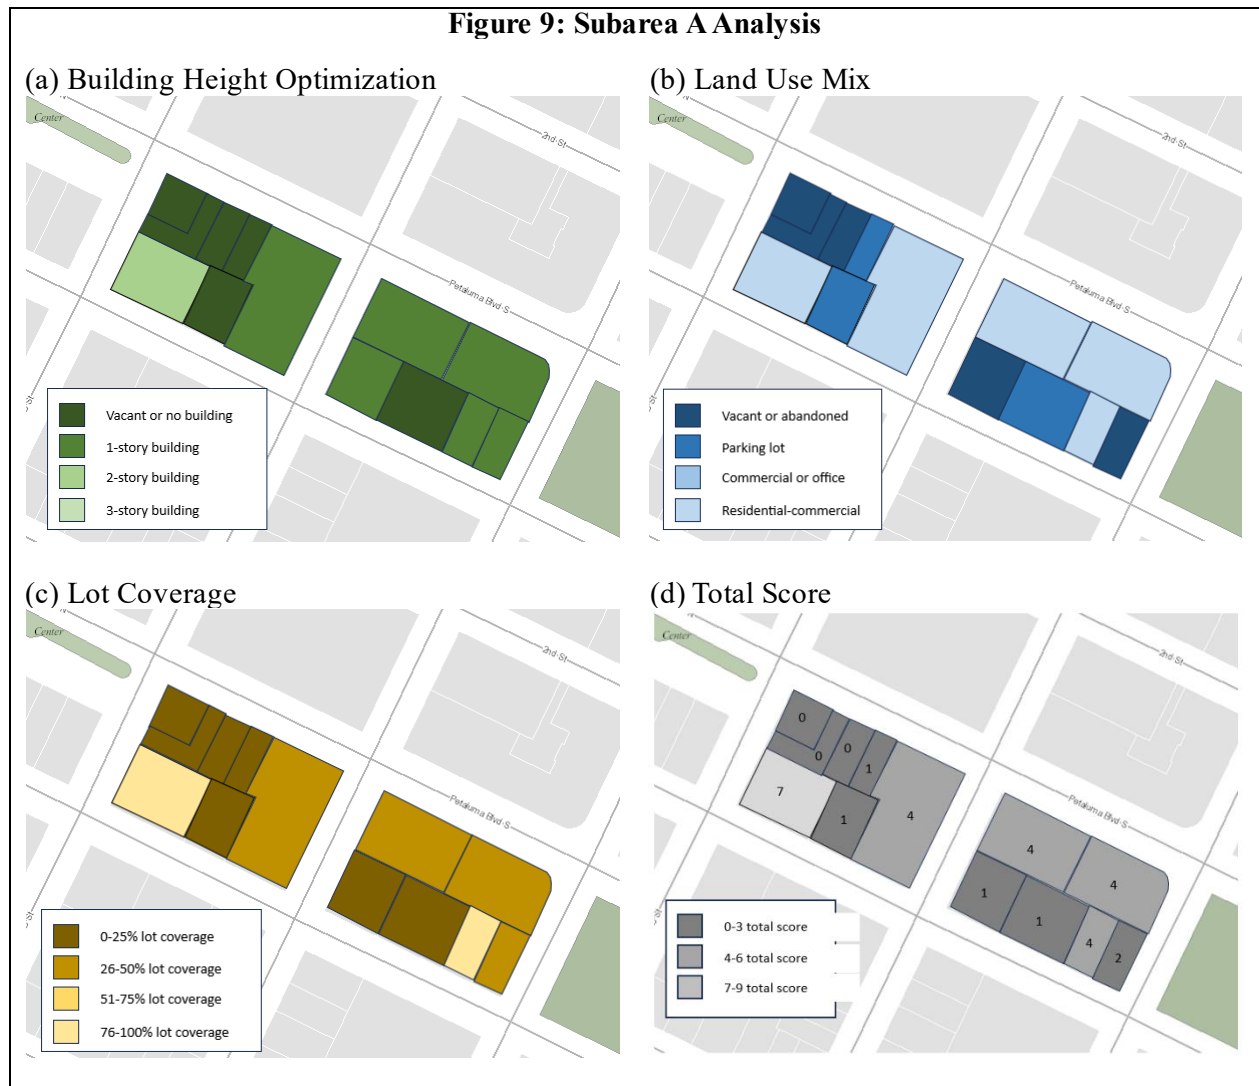 Figure 9: Subarea A Analysis
(a) Building Height Optimization
Center
2nd-St
Petaluma Blvd-S
Vacant or no building
1-story building
2-story building
3-story building
(b) Land Use Mix
Center
2nd-St
Petaluma Blvd-S
Vacant or abandoned
Parking lot
Commercial or office
Residential-commercial
(c) Lot Coverage
Center
2nd-St
Petaluma Blvd-S
0-25% lot coverage
26-50% lot coverage
51-75% lot coverage
76-100% lot coverage
(d) Total Score
Center
2nd-St
Petaluma Blvd-S
0
0
0
1
7
1
4
4
4
1
1
4
2
0-3 total score
4-6 total score
7-9 total score